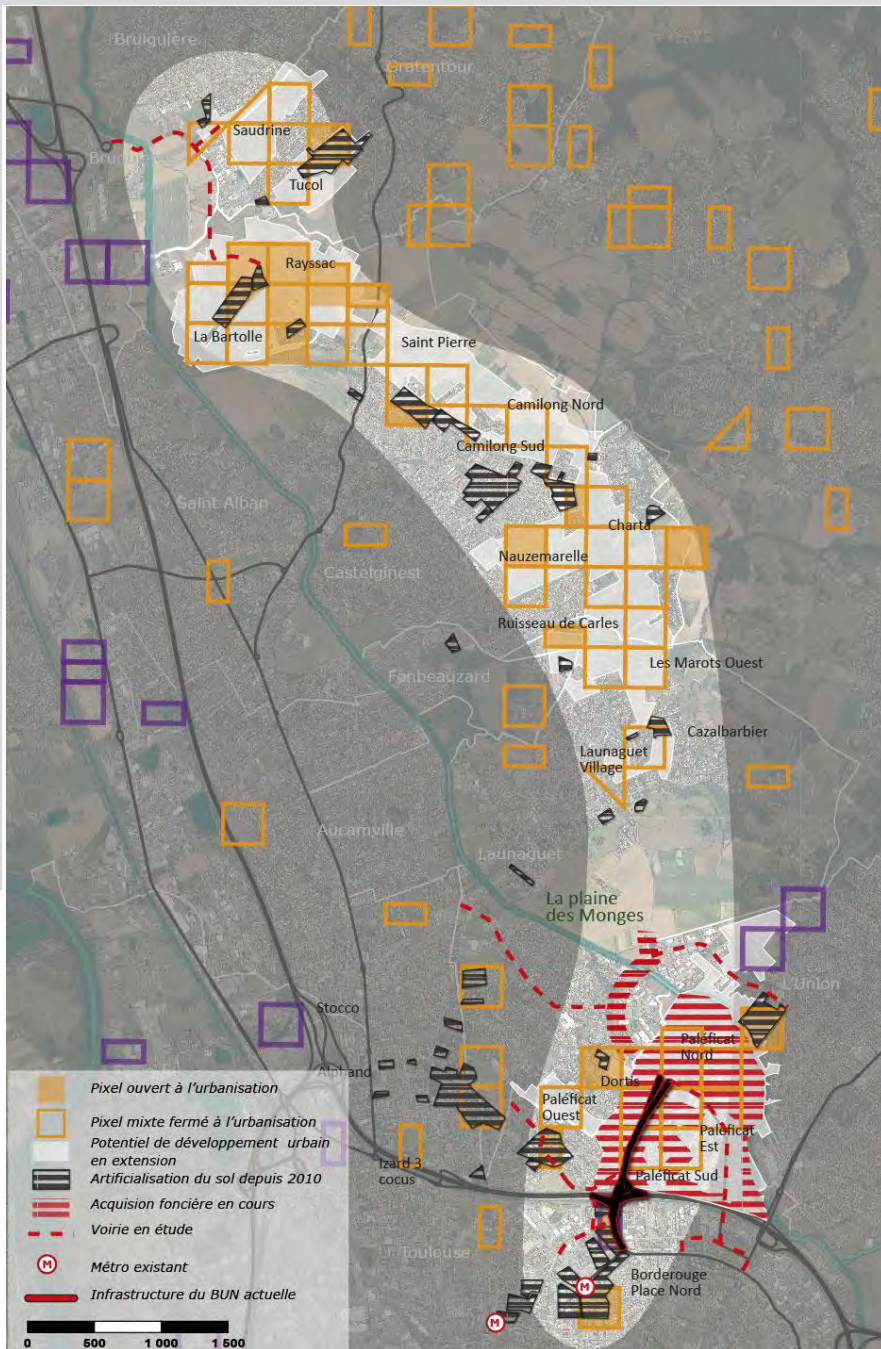 Bruiguière
Gratentour
Saudrine
Bruguière
Tucol
Rayssac
La Bartolle
Saint Pierre
Camilong Nord
Camilong Sud
Saint Alban
Charta
Nauzemarelle
Castelginest
Ruisseau de Carles
Les Marots Ouest
Fonbeauzard
Cazalbarbier
Launaguet
Village
Aucamville
Launaguet
La plaine
des Monges
L'Union
Stocco
Paléficat
Nord
Alphand
Dortis
Paléficat
Ouest
Paléficat
Est
Izard 3
cocus
Paléficat Sud
Toulouse
Borderouge
Place Nord
M
M
Pixel ouvert à l'urbanisation
Pixel mixte fermé à l'urbanisation
Potentiel de développement urbain
en extension
Artificialisation du sol depuis 2010
Acquision foncière en cours
Voirie en étude
M Métro existant
Infrastructure du BUN actuelle
0 500 1 000 1 500